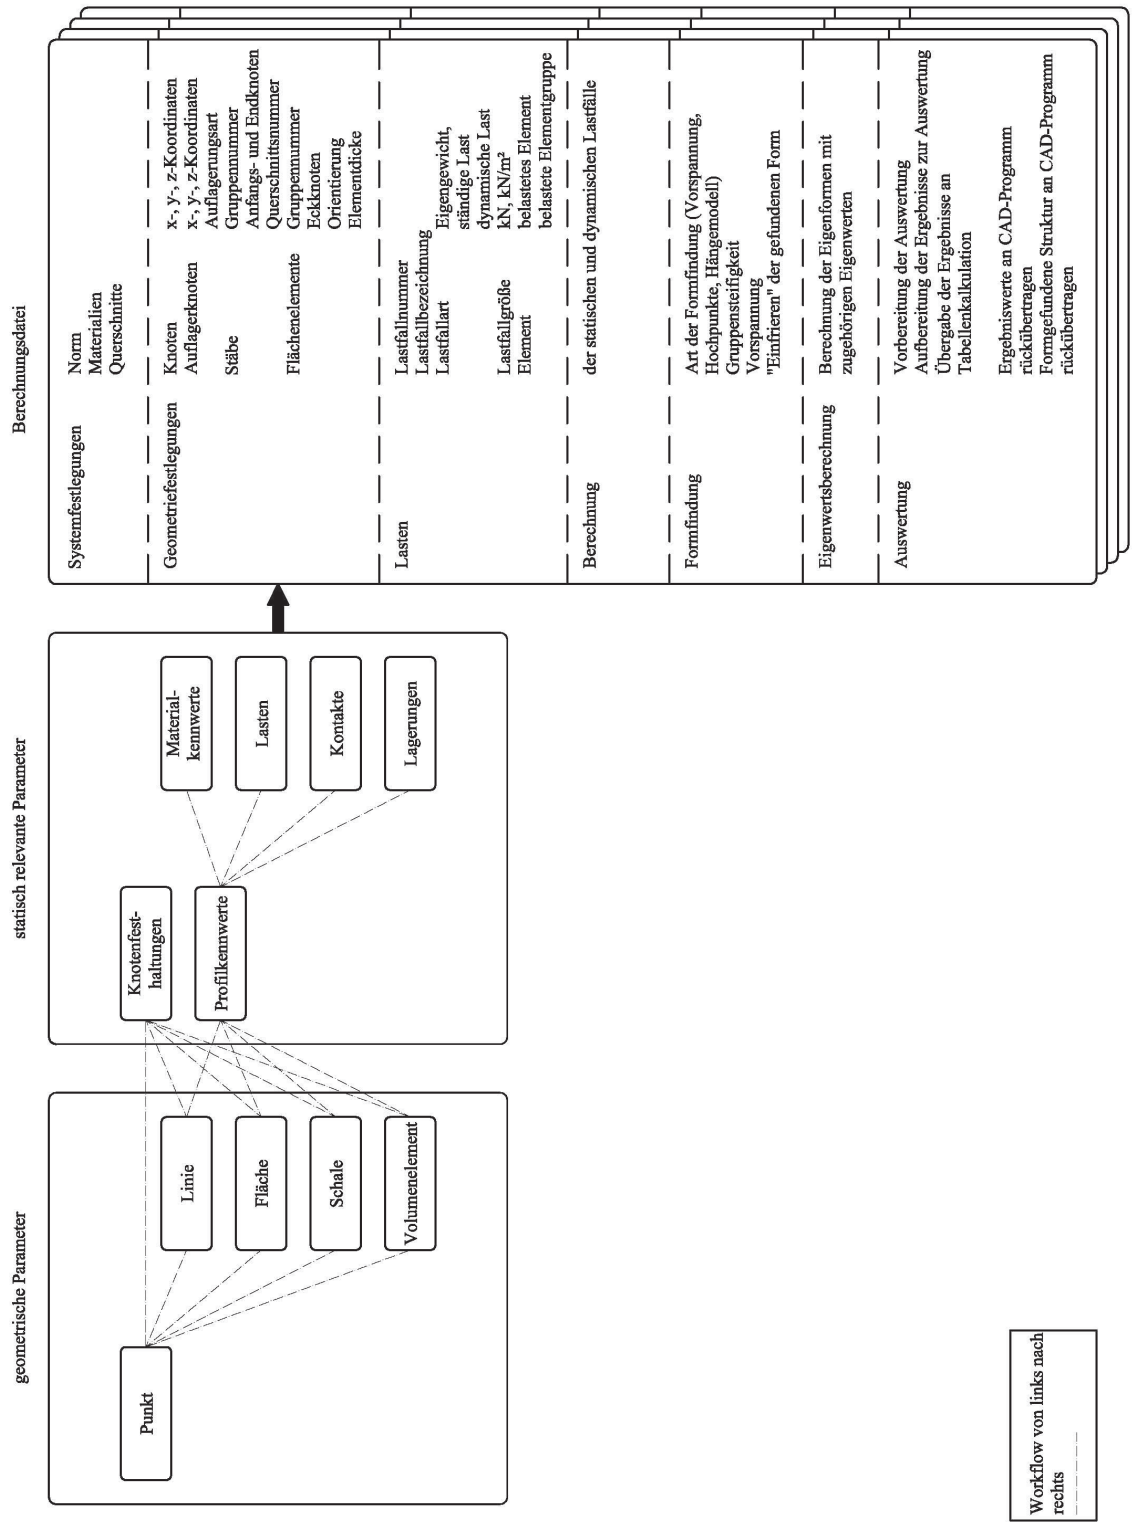 geometrische Parameter
Punkt
Linie
Fläche
Schale
Volumenelement
statisch relevante Parameter
Knotenfest-
haltungen
Profilkennwerte
Material-
kennwerte
Lasten
Kontakte
Lagerungen
Berechnungsdatei
Systemfestlegungen
Norm
Materialien
Querschnitte
Geometriefestlegungen
Knoten x-, y-, z-Koordinaten
Auflagerknoten x-, y-, z-Koordinaten
Auflagerungsart
Stäbe Gruppennummer
Anfangs- und Endknoten
Querschnittsnummer
Flächenelemente Gruppennummer
Eckknoten
Orientierung
Elementdicke
Lasten
Lastfallnummer
Lastfallbezeichnung
Lastfallart Eigengewicht,
ständige Last
dynamische Last
Lastfallgröße kN, kN/m²
Element belastetes Element
belastete Elementgruppe
Berechnung der statischen und dynamischen Lastfälle
Formfindung Art der Formfindung (Vorspannung,
Hochpunkte, Hängemodell)
Gruppensteifigkeit
Vorspannung
"Einfrieren" der gefundenen Form
Eigenwertsberechnung Berechnung der Eigenformen mit
zugehörigen Eigenwerten
Auswertung Vorbereitung der Auswertung
Aufbereitung der Ergebnisse zur Auswertung
Übergabe der Ergebnisse an
Tabellenkalkulation
Ergebniswerte an CAD-Programm
rückübertragen
Formgefundene Struktur an CAD-Programm
rückübertragen
Workflow von links nach
rechts